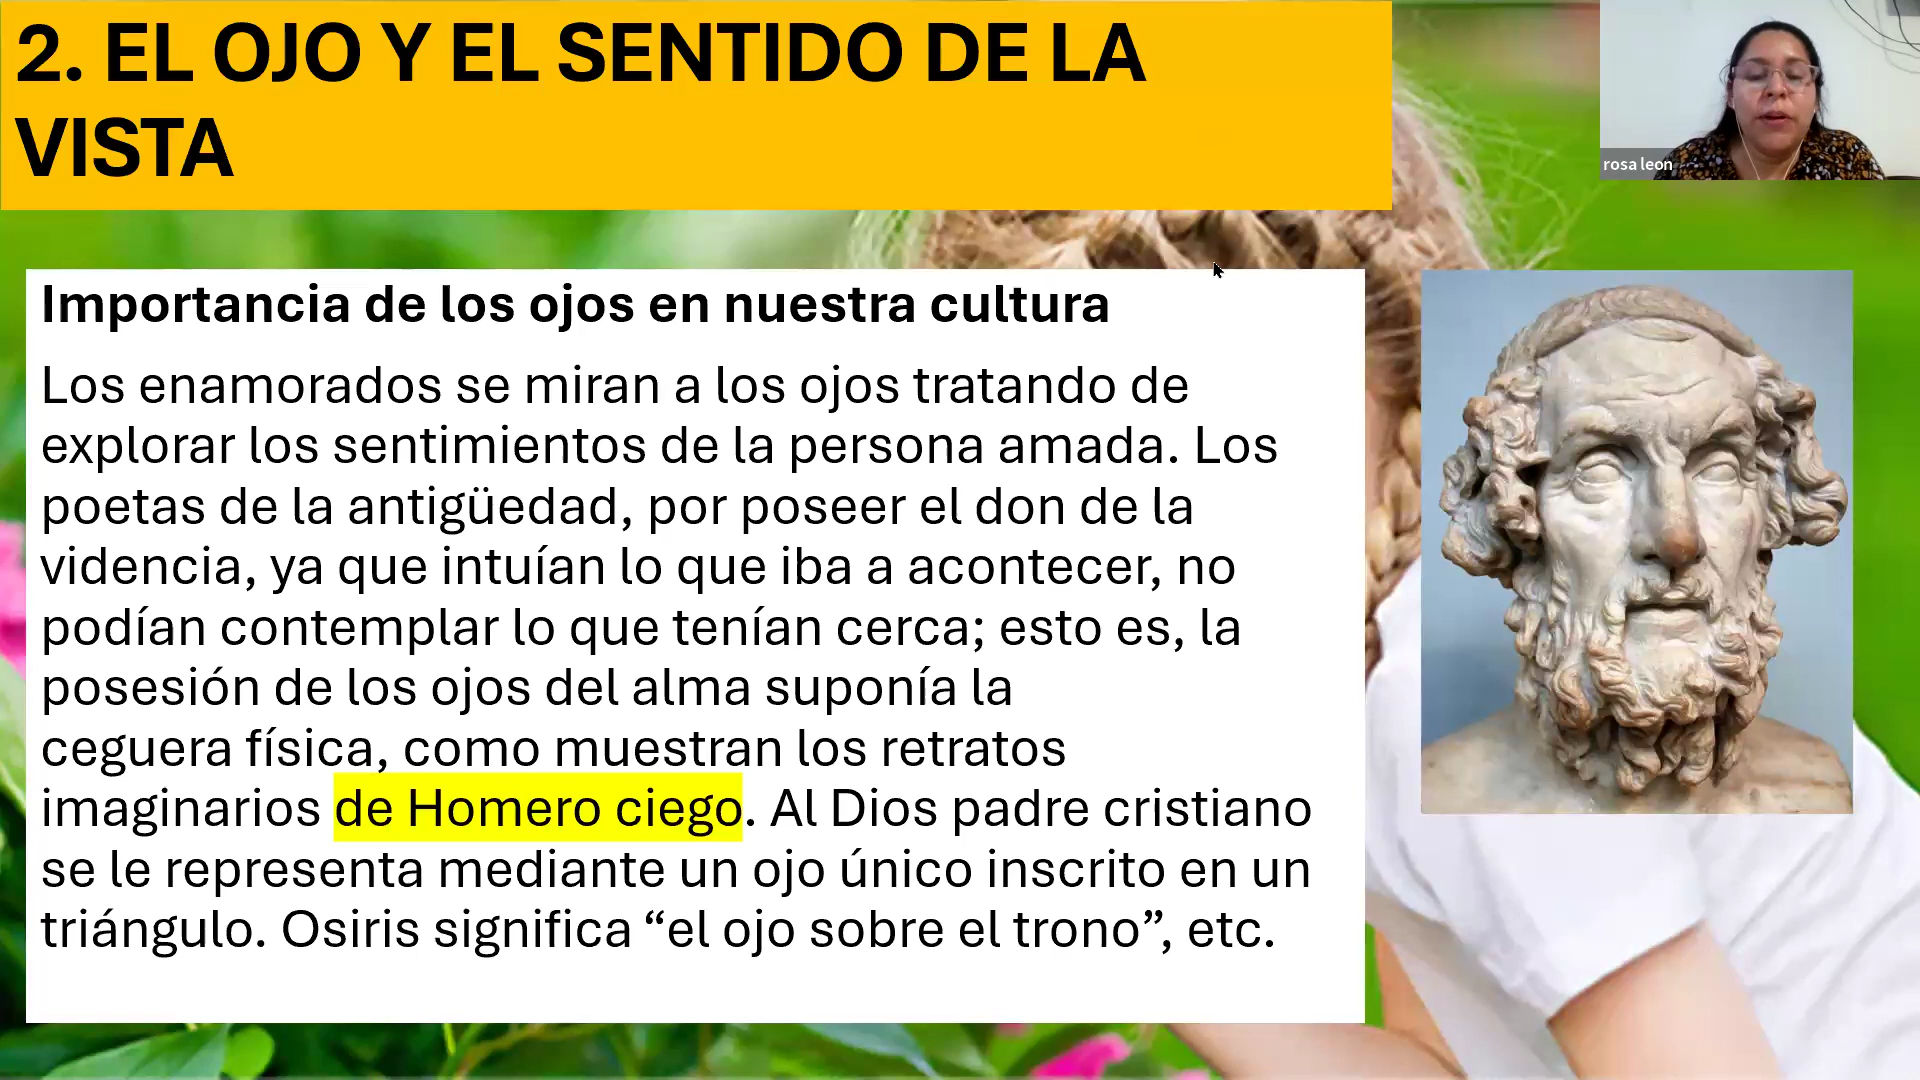 2. EL OJO Y EL SENTIDO DE LA
VISTA
rosa leon
Importancia de los ojos en nuestra cultura
Los enamorados se miran a los ojos tratando de
explorar los sentimientos de la persona amada. Los
poetas de la antigüedad, por poseer el don de la
videncia, ya que intuían lo que iba a acontecer, no
podían contemplar lo que tenían cerca; esto es, la
posesión de los ojos del alma suponía la
ceguera física, como muestran los retratos
imaginarios de Homero ciego. Al Dios padre cristiano
se le representa mediante un ojo único inscrito en un
triángulo. Osiris significa “el ojo sobre el trono”, etc.